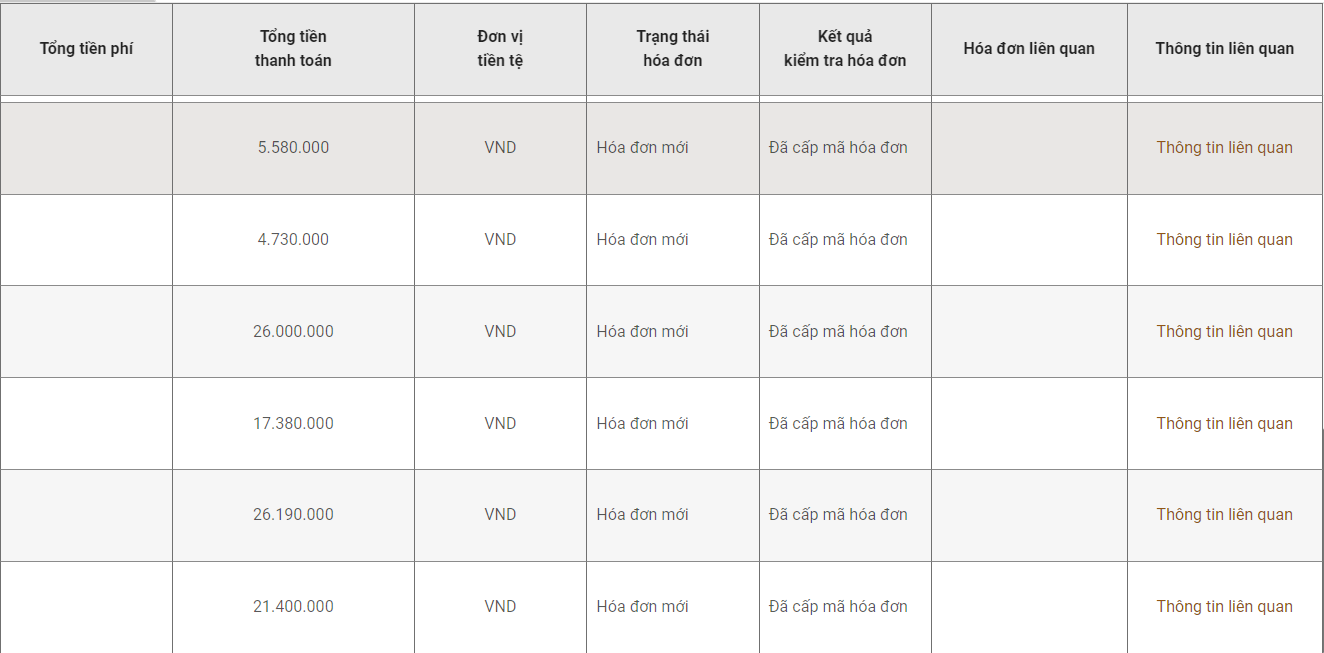 Tổng tiền phí
Tổng tiền
thanh toán
Đơn vị
tiền tệ
Trạng thái
hóa đơn
Kết quả
kiểm tra hóa đơn
Hóa đơn liên quan
Thông tin liên quan
5.580.000 VND Hóa đơn mới Đã cấp mã hóa đơn Thông tin liên quan
4.730.000 VND Hóa đơn mới Đã cấp mã hóa đơn Thông tin liên quan
26.000.000 VND Hóa đơn mới Đã cấp mã hóa đơn Thông tin liên quan
17.380.000 VND Hóa đơn mới Đã cấp mã hóa đơn Thông tin liên quan
26.190.000 VND Hóa đơn mới Đã cấp mã hóa đơn Thông tin liên quan
21.400.000 VND Hóa đơn mới Đã cấp mã hóa đơn Thông tin liên quan